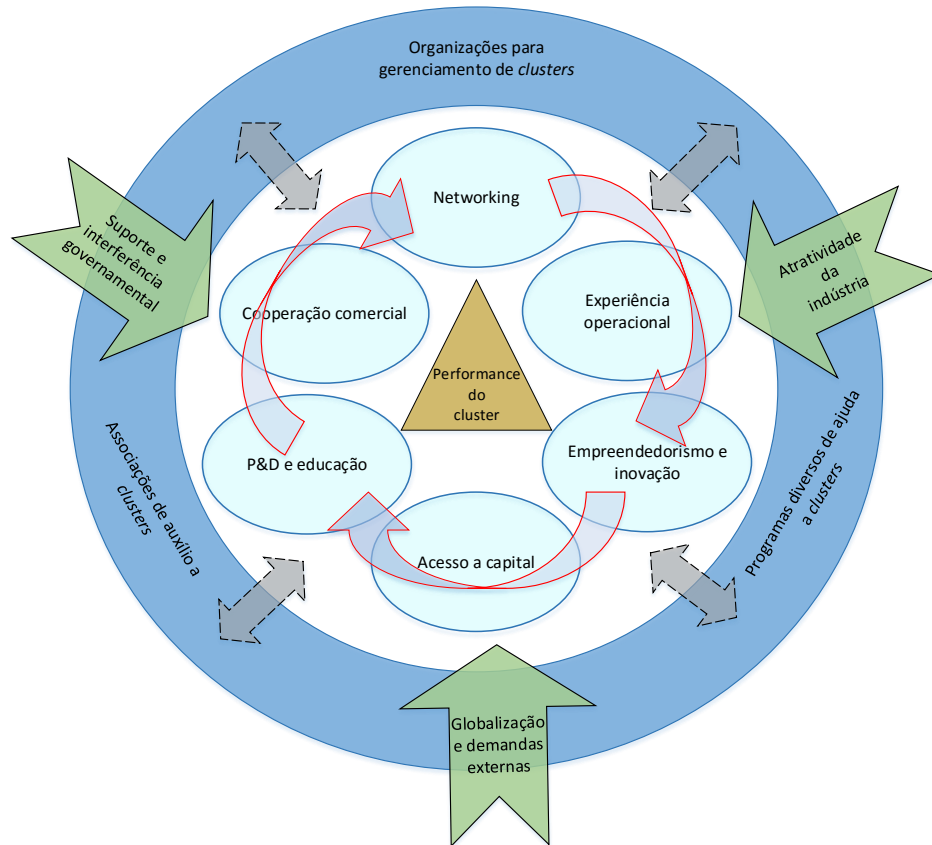 Organizações para
gerenciamento de clusters
Networking
Suporte e
interferência
governamental
Atratividade
da
indústria
Cooperação comercial
Experiência
operacional
Performance
do
cluster
P&D e educação
Empreendedorismo e
inovação
Associações de auxílio a
clusters
Programas diversos de ajuda
a clusters
Acesso a capital
Globalização
e demandas
externas